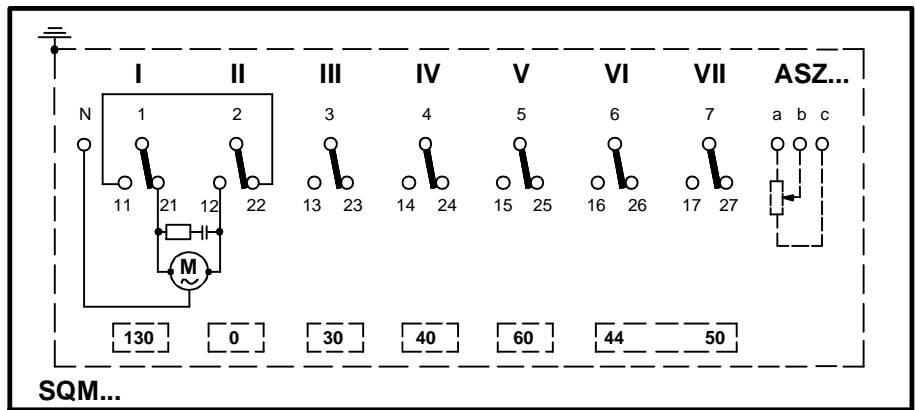 I II III IV V VI VII ASZ...
N 1 2 3 4 5 6 7 a b c
11 21 12 22 13 23 14 24 15 25 16 26 17 27
M
~
130 0 30 40 60 44 50
SQM...